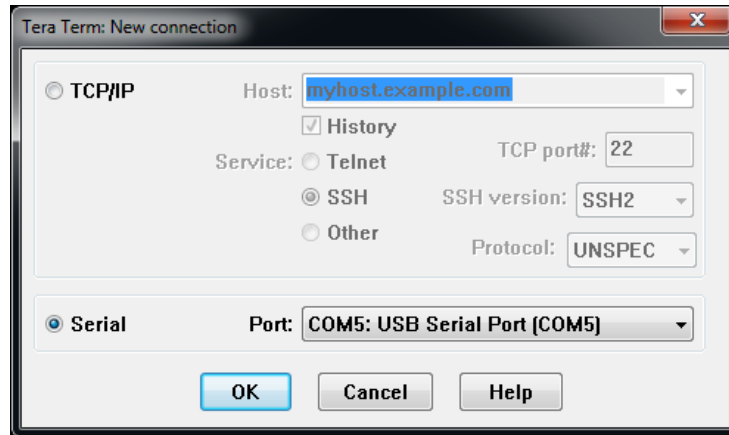 Tera Term: New connection
TCP/IP Host: myhost.example.com
History
Service: Telnet TCP port#: 22
SSH SSH version: SSH2
Other Protocol: UNSPEC
Serial Port: COM5: USB Serial Port (COM5)
OK Cancel Help